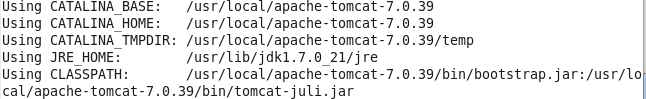 Using CATALINA_BASE:   /usr/local/apache-tomcat-7.0.39
Using CATALINA_HOME:   /usr/local/apache-tomcat-7.0.39
Using CATALINA_TMPDIR: /usr/local/apache-tomcat-7.0.39/temp
Using JRE_HOME:        /usr/lib/jdk1.7.0_21/jre
Using CLASSPATH:       /usr/local/apache-tomcat-7.0.39/bin/bootstrap.jar:/usr/lo
cal/apache-tomcat-7.0.39/bin/tomcat-juli.jar